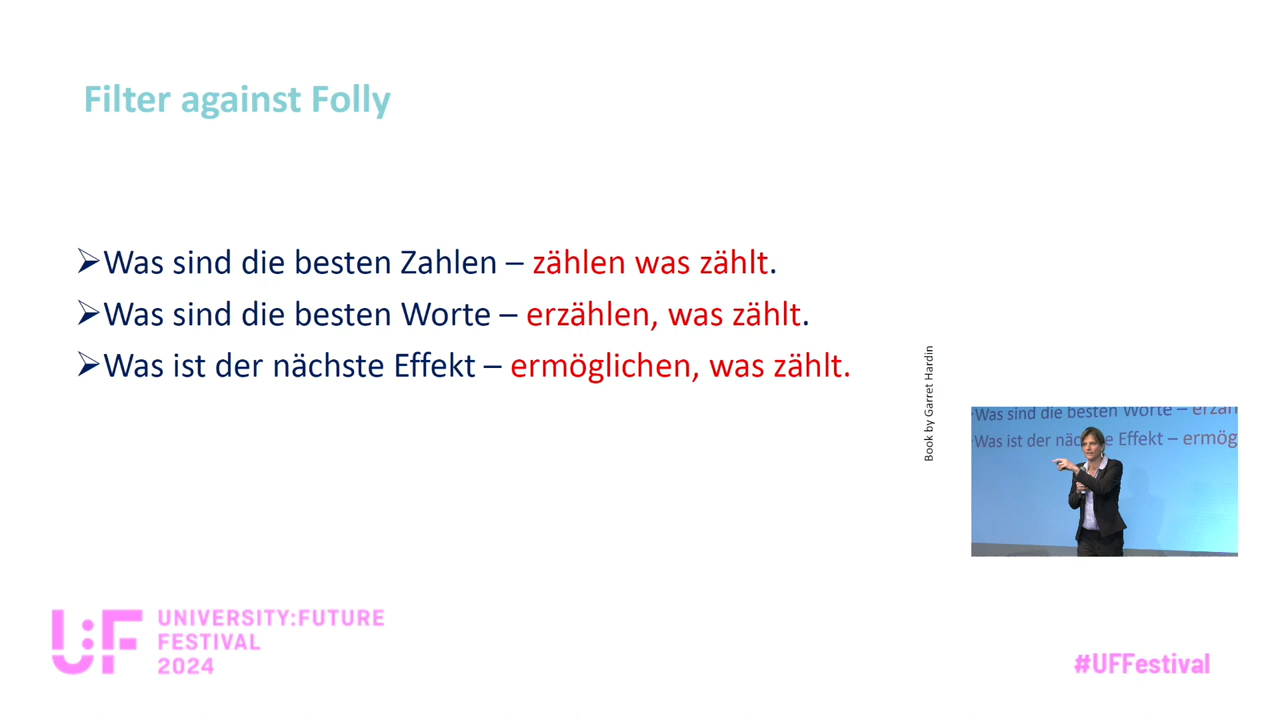 Filter against Folly
➢Was sind die besten Zahlen – zählen was zählt.
➢Was sind die besten Worte – erzählen, was zählt.
➢Was ist der nächste Effekt – ermöglichen, was zählt.
Book by Garret Hardin
Was sind die besten Worte – erzäh
Was ist der nächste Effekt – ermög
U:F
UNIVERSITY:FUTURE
FESTIVAL
2024
#UFFestival